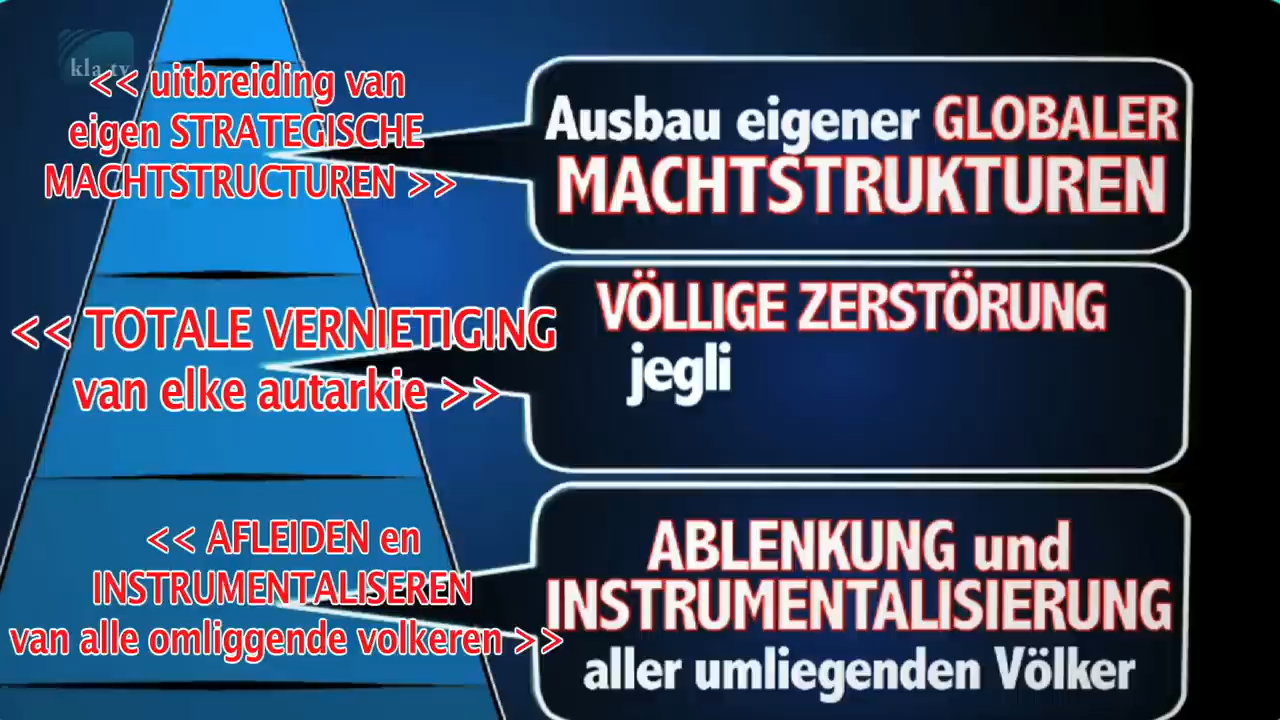 kla.tv
<< uitbreiding van
eigen STRATEGISCHE
MACHTSTRUCTUREN >>
Ausbau eigener GLOBALER
MACHTSTRUKTUREN
<< TOTALE VERNIETIGING
van elke autarkie >>
VÖLLIGE ZERSTÖRUNG
jegli
<< AFLEIDEN en
INSTRUMENTALISEREN
van alle omliggende volkeren >>
ABLENKUNG und
INSTRUMENTALISIERUNG
aller umliegenden Völker